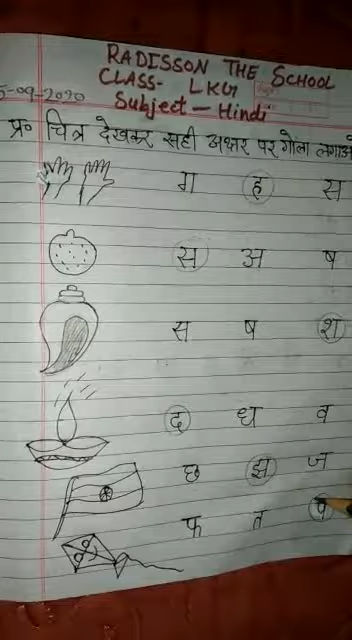 RADISSON THE SCHOOL
CLASS- LKG
5-09-2020
Subject - Hindi
प्र० चित्र देखकर सही अक्षर पर गोला लगाओ
ग ह स
स अ ष
स ष श
द ध व
छ झ ज
फ त प